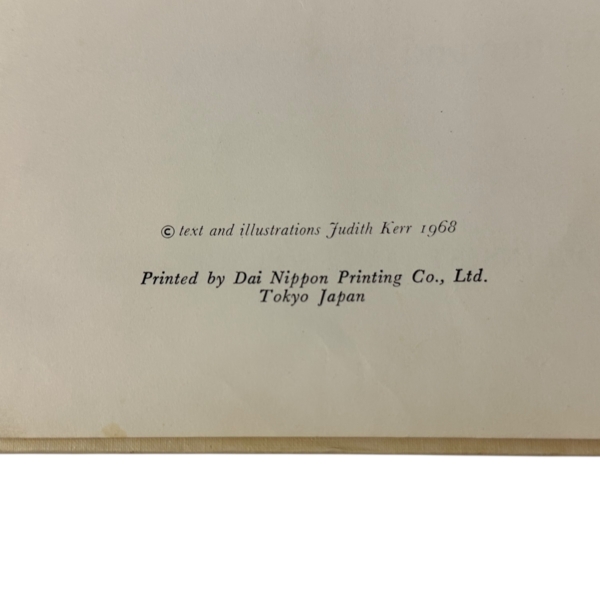 © text and illustrations Judith Kerr 1968
Printed by Dai Nippon Printing Co., Ltd.
Tokyo Japan